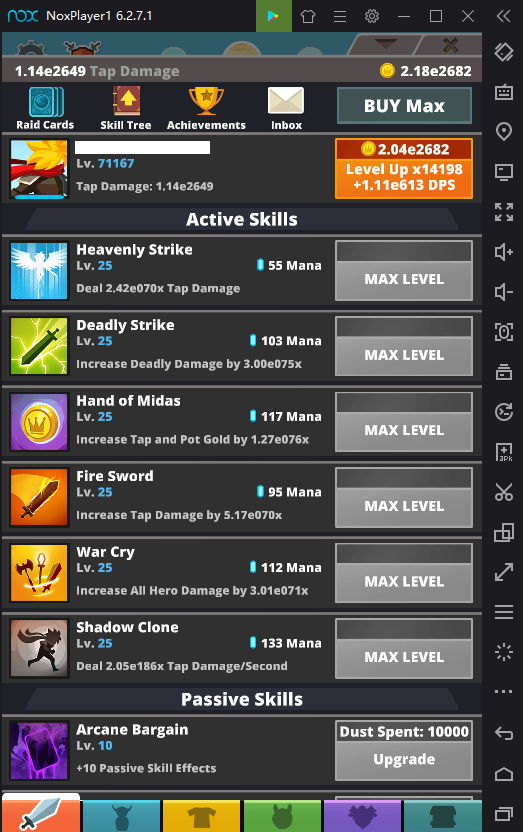 nox NoxPlayer1 6.2.7.1
1.14e2649 Tap Damage
2.18e2682
Raid Cards
Skill Tree
Achievements
Inbox
BUY Max
Lv. 71167
Tap Damage: 1.14e2649
2.04e2682
Level Up x14198
+1.11e613 DPS
Active Skills
Heavenly Strike
Lv. 25
55 Mana
Deal 2.42e070x Tap Damage
MAX LEVEL
Deadly Strike
Lv. 25
103 Mana
Increase Deadly Damage by 3.00e075x
MAX LEVEL
Hand of Midas
Lv. 25
117 Mana
Increase Tap and Pot Gold by 1.27e076x
MAX LEVEL
Fire Sword
Lv. 25
95 Mana
Increase Tap Damage by 5.17e070x
MAX LEVEL
War Cry
Lv. 25
112 Mana
Increase All Hero Damage by 3.01e071x
MAX LEVEL
Shadow Clone
Lv. 25
133 Mana
Deal 2.05e186x Tap Damage/Second
MAX LEVEL
Passive Skills
Arcane Bargain
Lv. 10
+10 Passive Skill Effects
Dust Spent: 10000
Upgrade